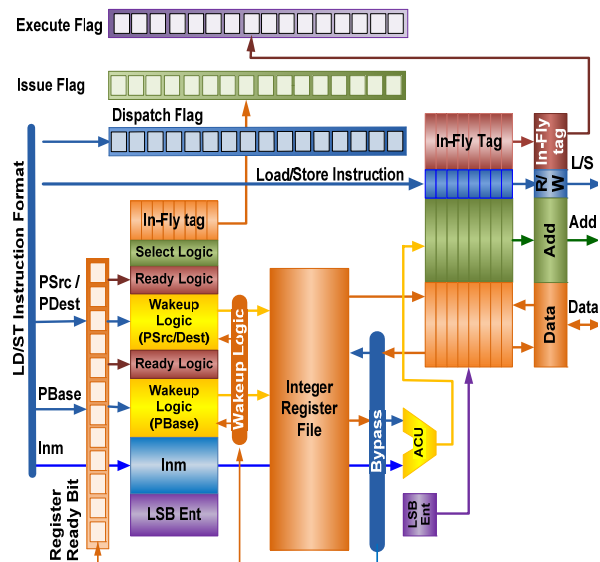 Execute Flag
Issue Flag
Dispatch Flag
In-Fly Tag
In-Fly tag
L/S
Load/Store Instruction
R/W
LD/ST Instruction Format
In-Fly tag
Select Logic
Add
Add
PSrc /
PDest
Ready Logic
Wakeup
Logic
(PSrc/Dest)
Wakeup Logic
Data
Data
Ready Logic
PBase
Wakeup
Logic
(PBase)
Integer
Register
File
Bypass
ACU
Inm
Inm
LSB Ent
LSB
Ent
Register
Ready Bit